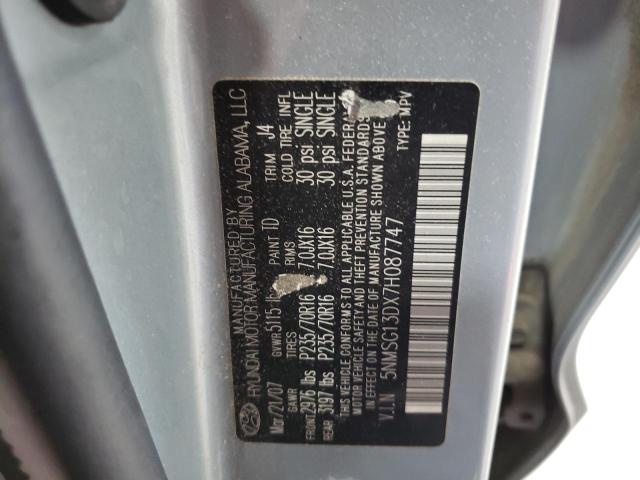 MANUFACTURED BY
HYUNDAI MOTOR MANUFACTURING ALABAMA, LLC
Mar/21/07 GVWR 5115 PAINT ID TRIM J4
GAWR TIRES RIMS COLD TIRE INFL
FRONT 2976 lbs P235/70R16 7.0JX16 30 psi SINGLE
REAR 3197 lbs P235/70R16 7.0JX16 30 psi SINGLE
THIS VEHICLE CONFORMS TO ALL APPLICABLE U.S.A. FEDERAL
MOTOR VEHICLE SAFETY AND THEFT PREVENTION STANDARDS
IN EFFECT ON THE DATE OF MANUFACTURE SHOWN ABOVE
V.I.N 5NMSG13DX7H087747 TYPE: MPV